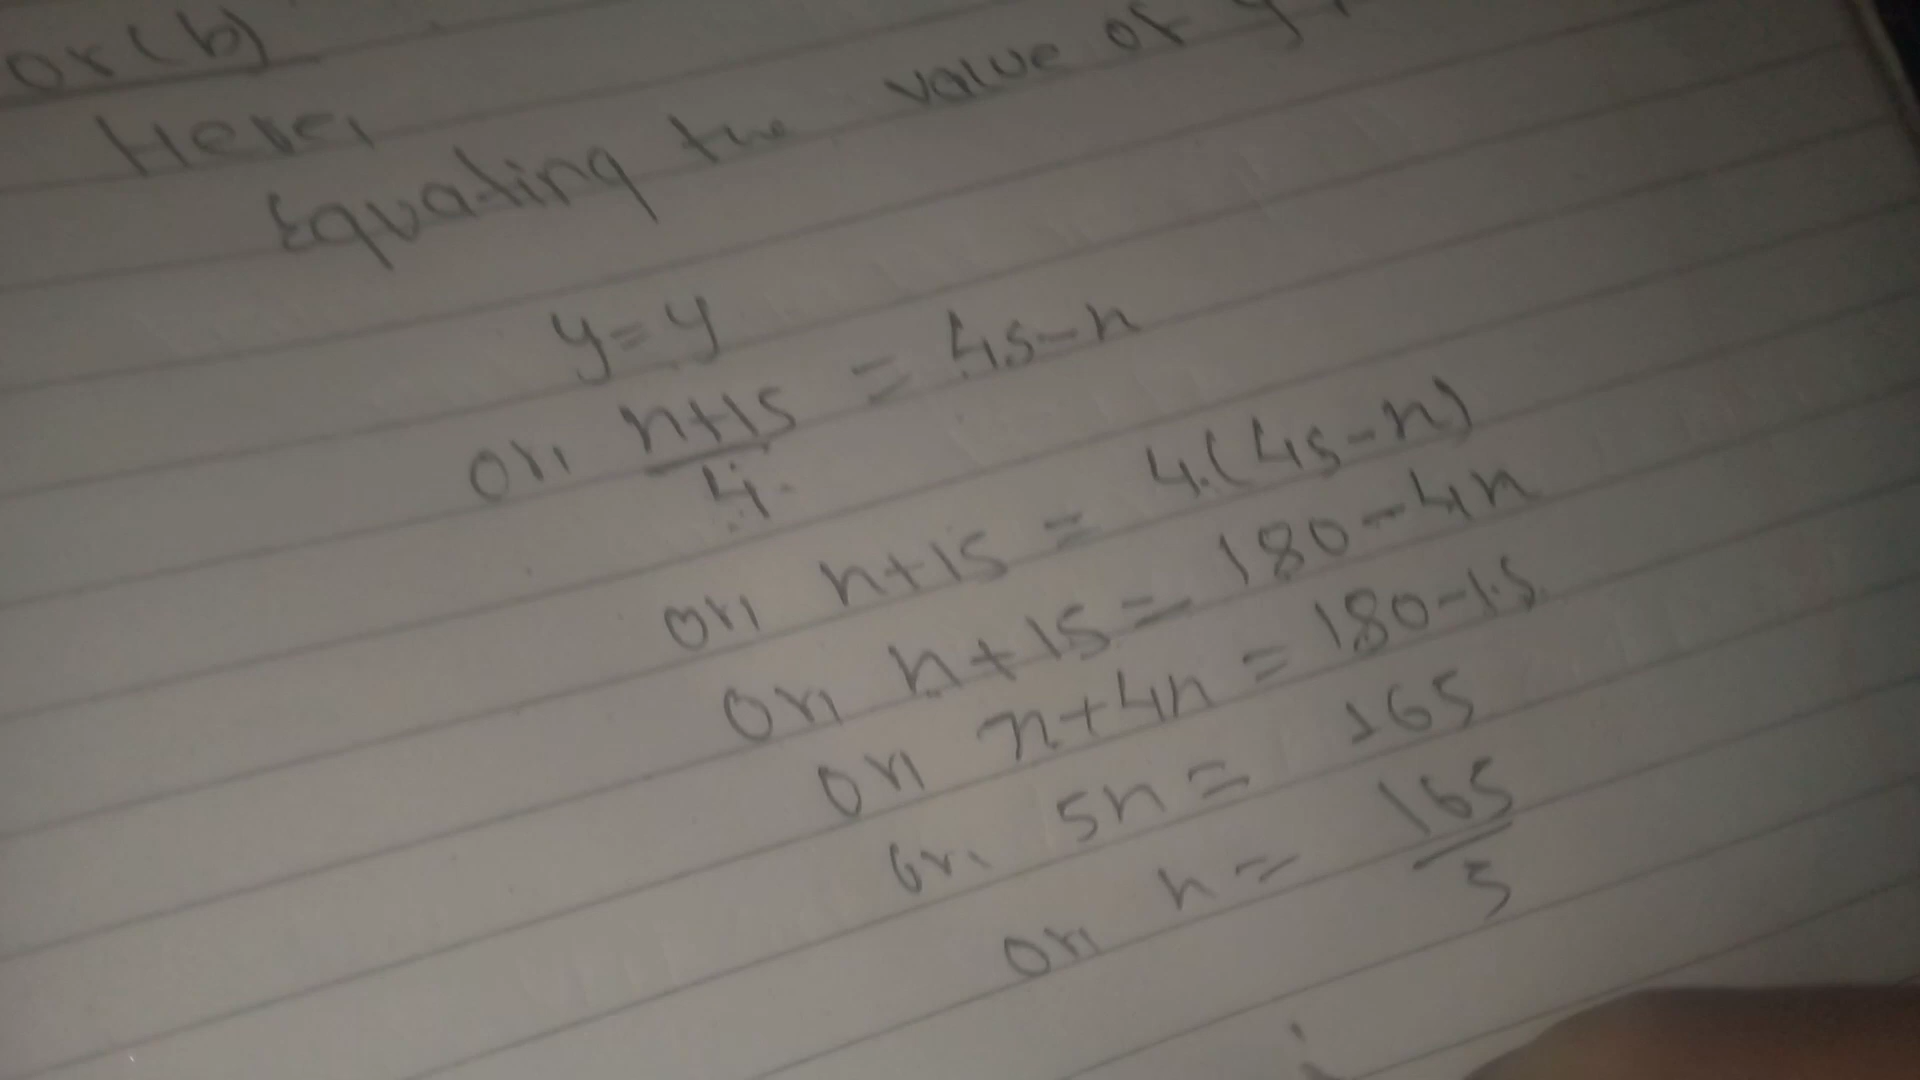 or (b)
Here,
Equating the value of y,
y = y
or, n+15/4 = 45-n
or, n+15 = 4.(45-n)
or, n+15 = 180-4n
or, n+4n = 180-15
or, 5n = 165
or, n = 165/5